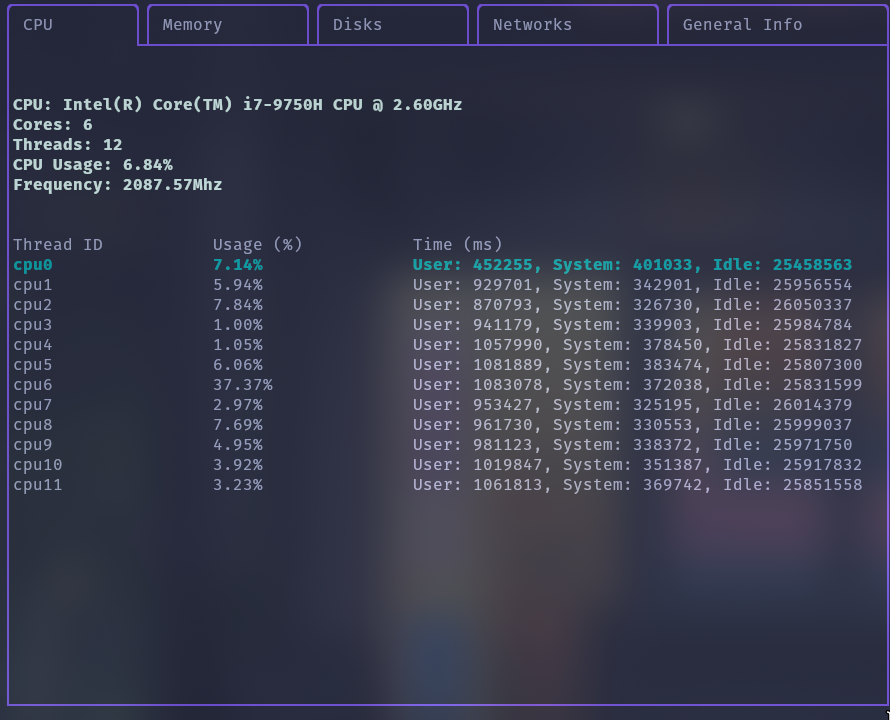 CPU Memory Disks Networks General Info
CPU: Intel(R) Core(TM) i7-9750H CPU @ 2.60GHz
Cores: 6
Threads: 12
CPU Usage: 6.84%
Frequency: 2087.57Mhz
Thread ID Usage (%) Time (ms)
cpu0 7.14% User: 452255, System: 401033, Idle: 25458563
cpu1 5.94% User: 929701, System: 342901, Idle: 25956554
cpu2 7.84% User: 870793, System: 326730, Idle: 26050337
cpu3 1.00% User: 941179, System: 339903, Idle: 25984784
cpu4 1.05% User: 1057990, System: 378450, Idle: 25831827
cpu5 6.06% User: 1081889, System: 383474, Idle: 25807300
cpu6 37.37% User: 1083078, System: 372038, Idle: 25831599
cpu7 2.97% User: 953427, System: 325195, Idle: 26014379
cpu8 7.69% User: 961730, System: 330553, Idle: 25999037
cpu9 4.95% User: 981123, System: 338372, Idle: 25971750
cpu10 3.92% User: 1019847, System: 351387, Idle: 25917832
cpu11 3.23% User: 1061813, System: 369742, Idle: 25851558